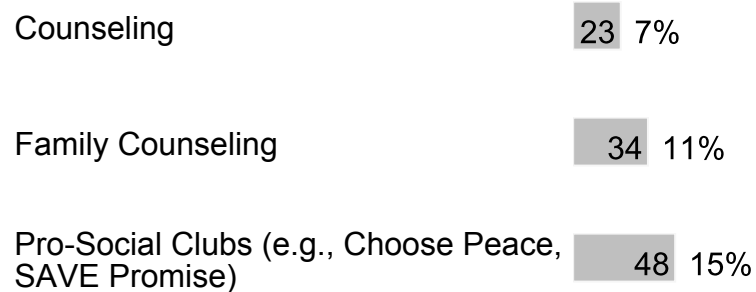 Counseling 23 7%
Family Counseling 34 11%
Pro-Social Clubs (e.g., Choose Peace,
SAVE Promise) 48 15%